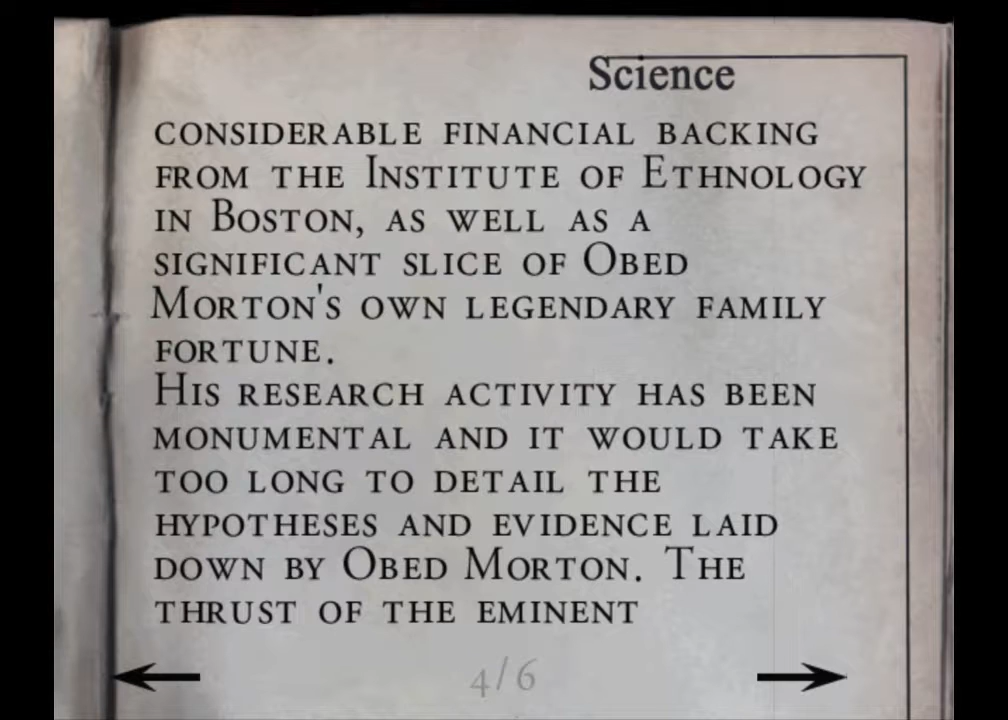 Science
CONSIDERABLE FINANCIAL BACKING
FROM THE INSTITUTE OF ETHNOLOGY
IN BOSTON, AS WELL AS A
SIGNIFICANT SLICE OF OBED
MORTON'S OWN LEGENDARY FAMILY
FORTUNE.
HIS RESEARCH ACTIVITY HAS BEEN
MONUMENTAL AND IT WOULD TAKE
TOO LONG TO DETAIL THE
HYPOTHESES AND EVIDENCE LAID
DOWN BY OBED MORTON. THE
THRUST OF THE EMINENT
4/6